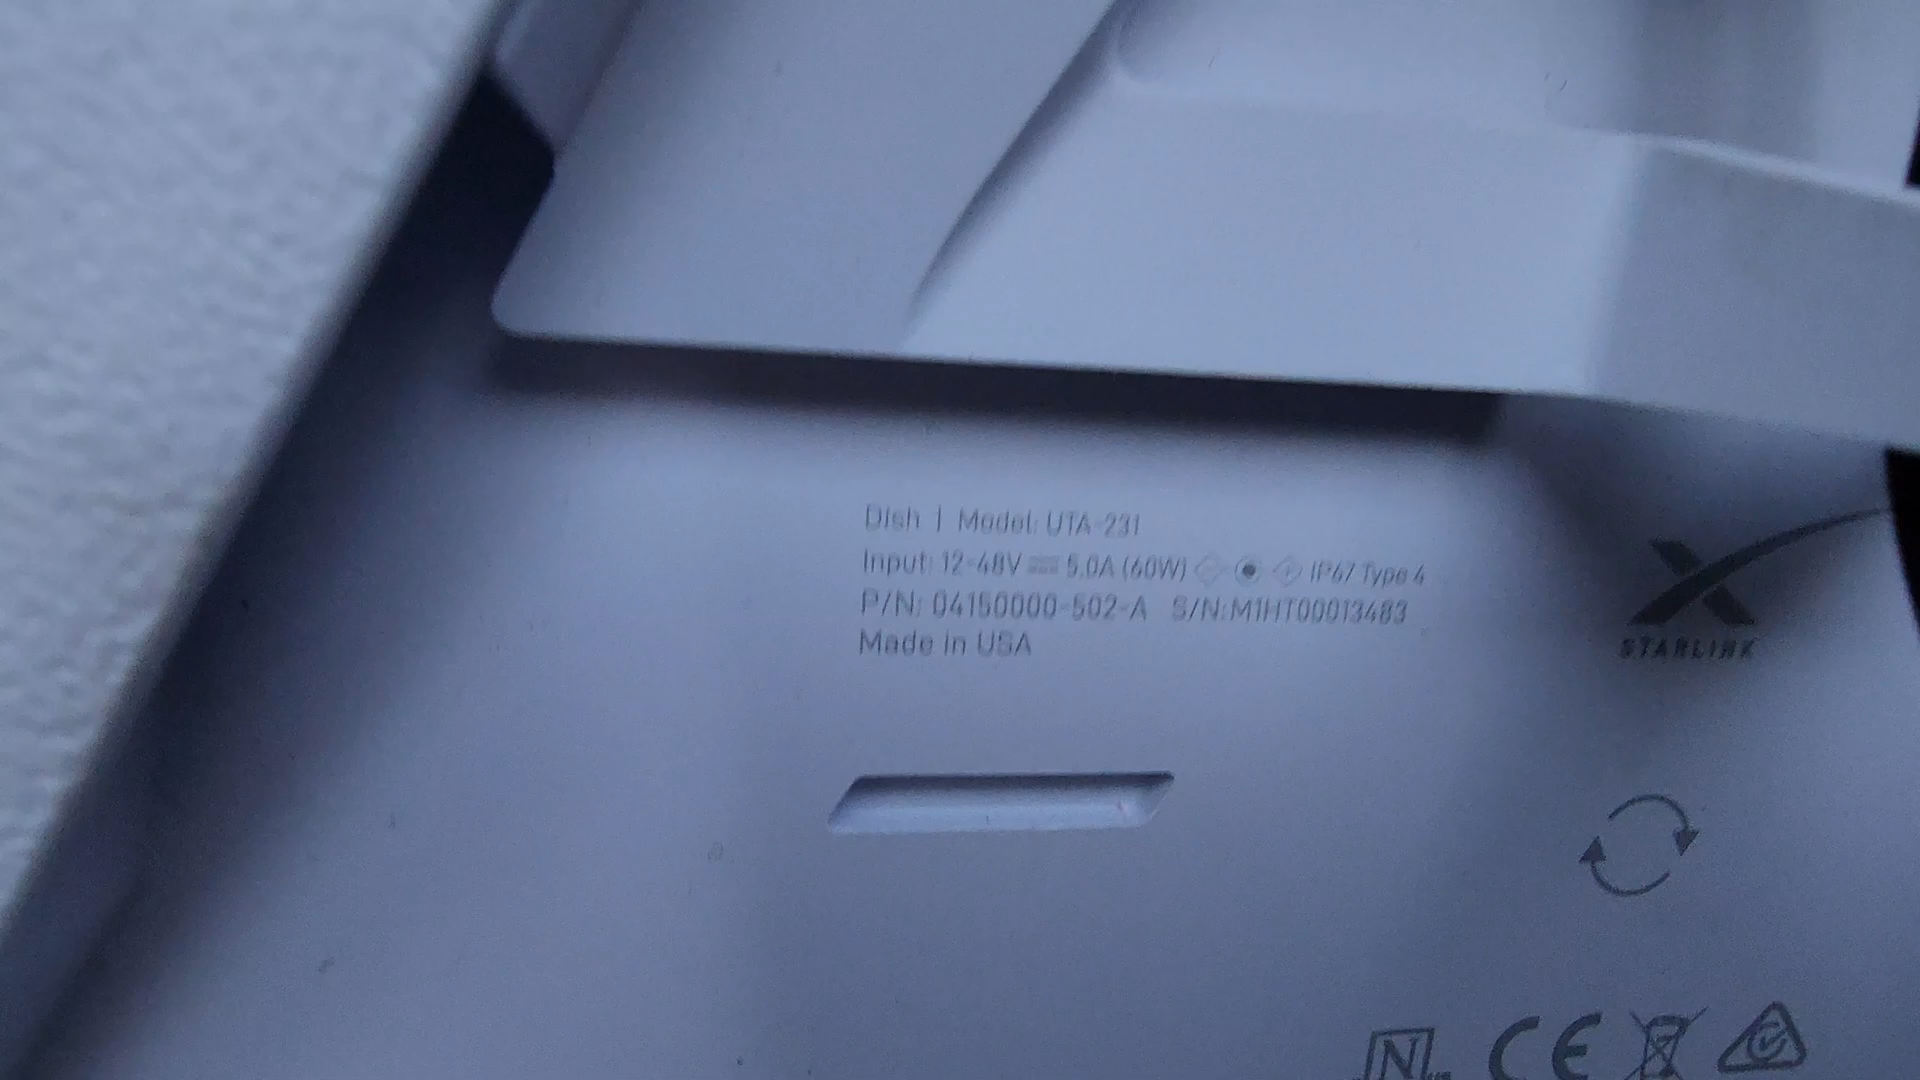 Dish | Model: UTA-231
Input: 12-48V ⎓ 5.0A (60W) IP67 Type 4
P/N: 04150000-502-A S/N:M1HT00013483
Made in USA
STARLINK
N
CE